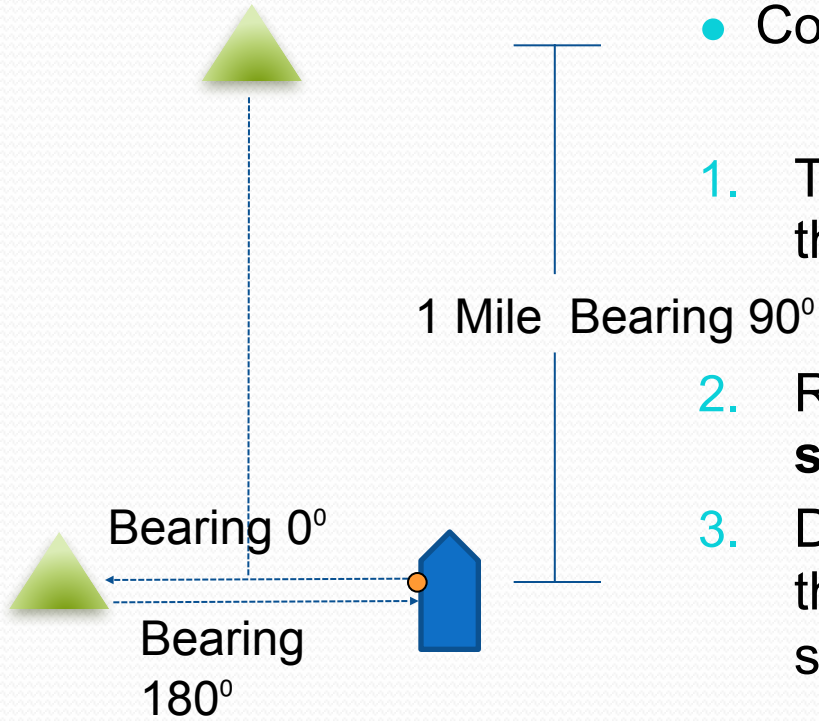 ● Co
1. T
th
1 Mile Bearing 90⁰
2. R
s
Bearing 0⁰
3. D
th
s
Bearing
180⁰